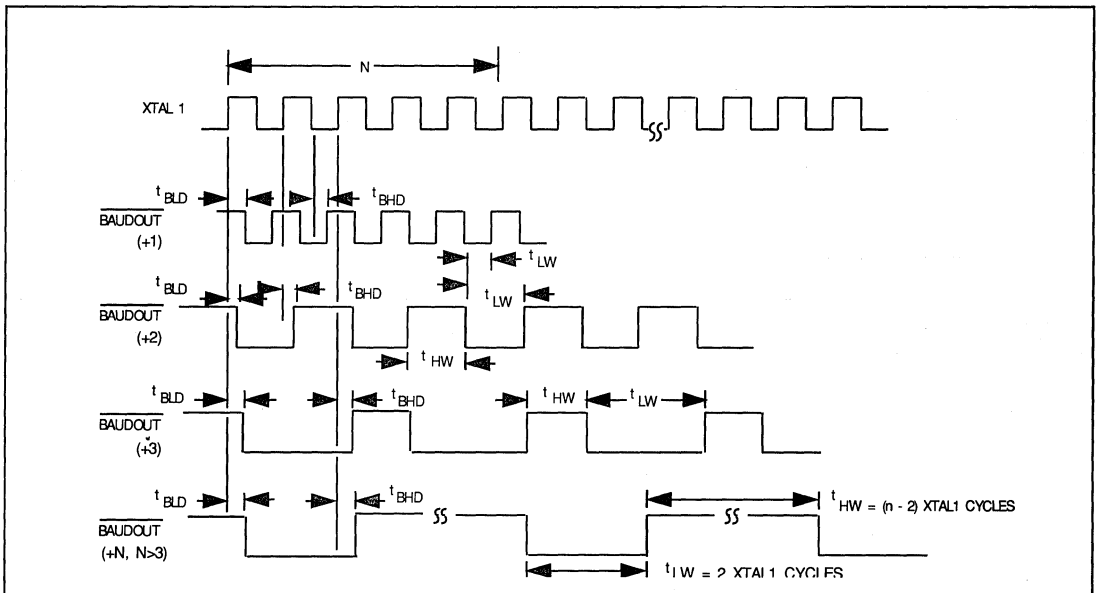 N
XTAL 1
t BLD
t BHD
BAUDOUT
(+1)
t LW
t BLD
t BHD
t LW
BAUDOUT
(+2)
t HW
t BLD
t BHD
t HW
t LW
BAUDOUT
(+3)
t BLD
t BHD
t HW = (n - 2) XTAL1 CYCLES
BAUDOUT
(+N, N>3)
t LW = 2 XTAL1 CYCLES